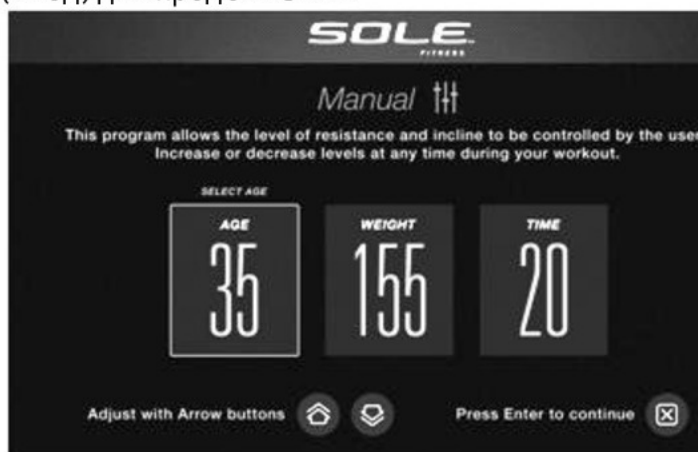 SOLE
FITNESS
Manual
This program allows the level of resistance and incline to be controlled by the user
Increase or decrease levels at any time during your workout.
SELECT AGE
AGE
35
WEIGHT
155
TIME
20
Adjust with Arrow buttons
Press Enter to continue